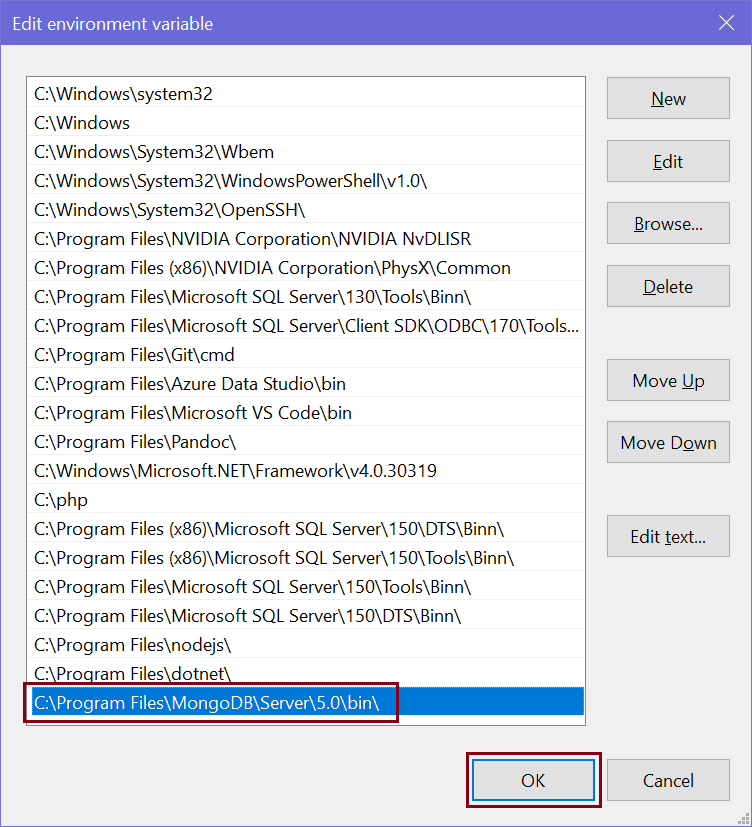 Edit environment variable
C:\Windows\system32
C:\Windows
C:\Windows\System32\Wbem
C:\Windows\System32\WindowsPowerShell\v1.0\
C:\Windows\System32\OpenSSH\
C:\Program Files\NVIDIA Corporation\NVIDIA NvDLISR
C:\Program Files (x86)\NVIDIA Corporation\PhysX\Common
C:\Program Files\Microsoft SQL Server\130\Tools\Binn\
C:\Program Files\Microsoft SQL Server\Client SDK\ODBC\170\Tools...
C:\Program Files\Git\cmd
C:\Program Files\Azure Data Studio\bin
C:\Program Files\Microsoft VS Code\bin
C:\Program Files\Pandoc\
C:\Windows\Microsoft.NET\Framework\v4.0.30319
C:\php
C:\Program Files (x86)\Microsoft SQL Server\150\DTS\Binn\
C:\Program Files (x86)\Microsoft SQL Server\150\Tools\Binn\
C:\Program Files\Microsoft SQL Server\150\Tools\Binn\
C:\Program Files\Microsoft SQL Server\150\DTS\Binn\
C:\Program Files\nodejs\
C:\Program Files\dotnet\
C:\Program Files\MongoDB\Server\5.0\bin\
New
Edit
Browse...
Delete
Move Up
Move Down
Edit text...
OK
Cancel